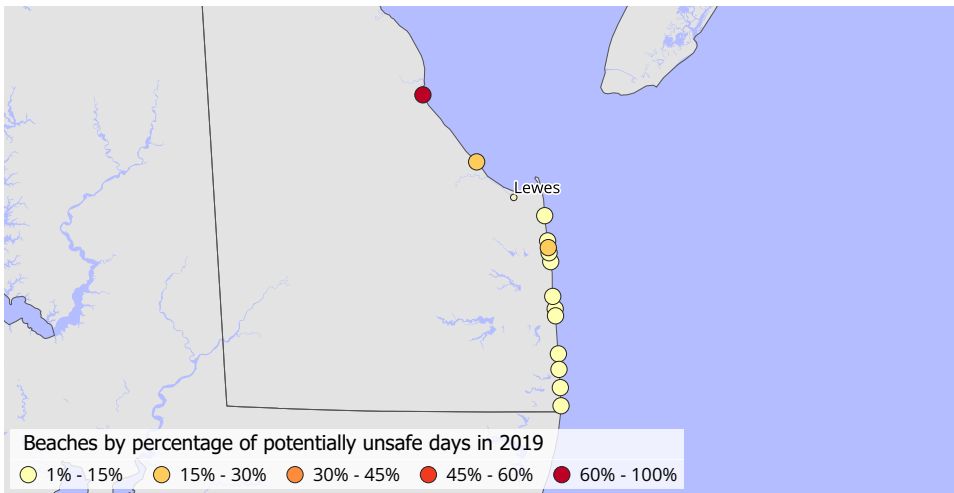 Lewes
Beaches by percentage of potentially unsafe days in 2019
1% - 15% 15% - 30% 30% - 45% 45% - 60% 60% - 100%